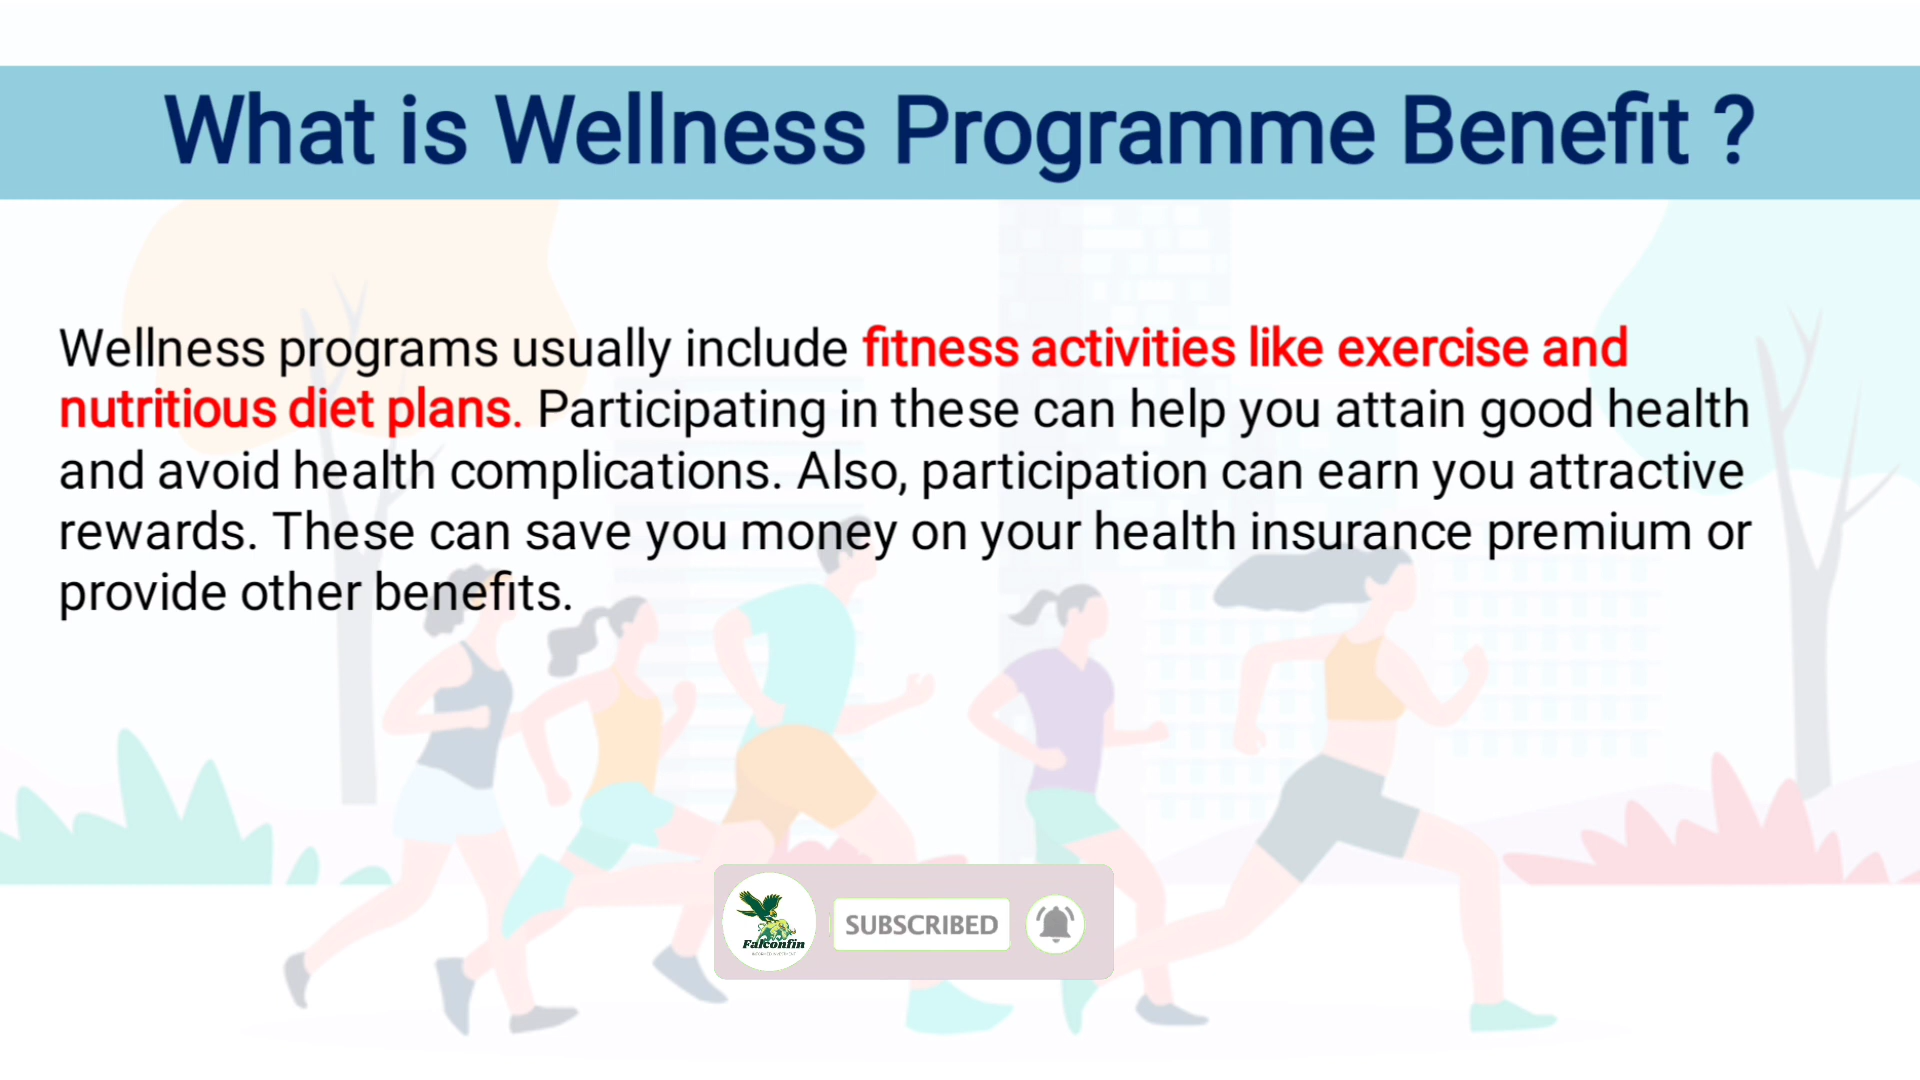 What is Wellness Programme Benefit ?
Wellness programs usually include fitness activities like exercise and
nutritious diet plans. Participating in these can help you attain good health
and avoid health complications. Also, participation can earn you attractive
rewards. These can save you money on your health insurance premium or
provide other benefits.
Falconfin
SUBSCRIBED